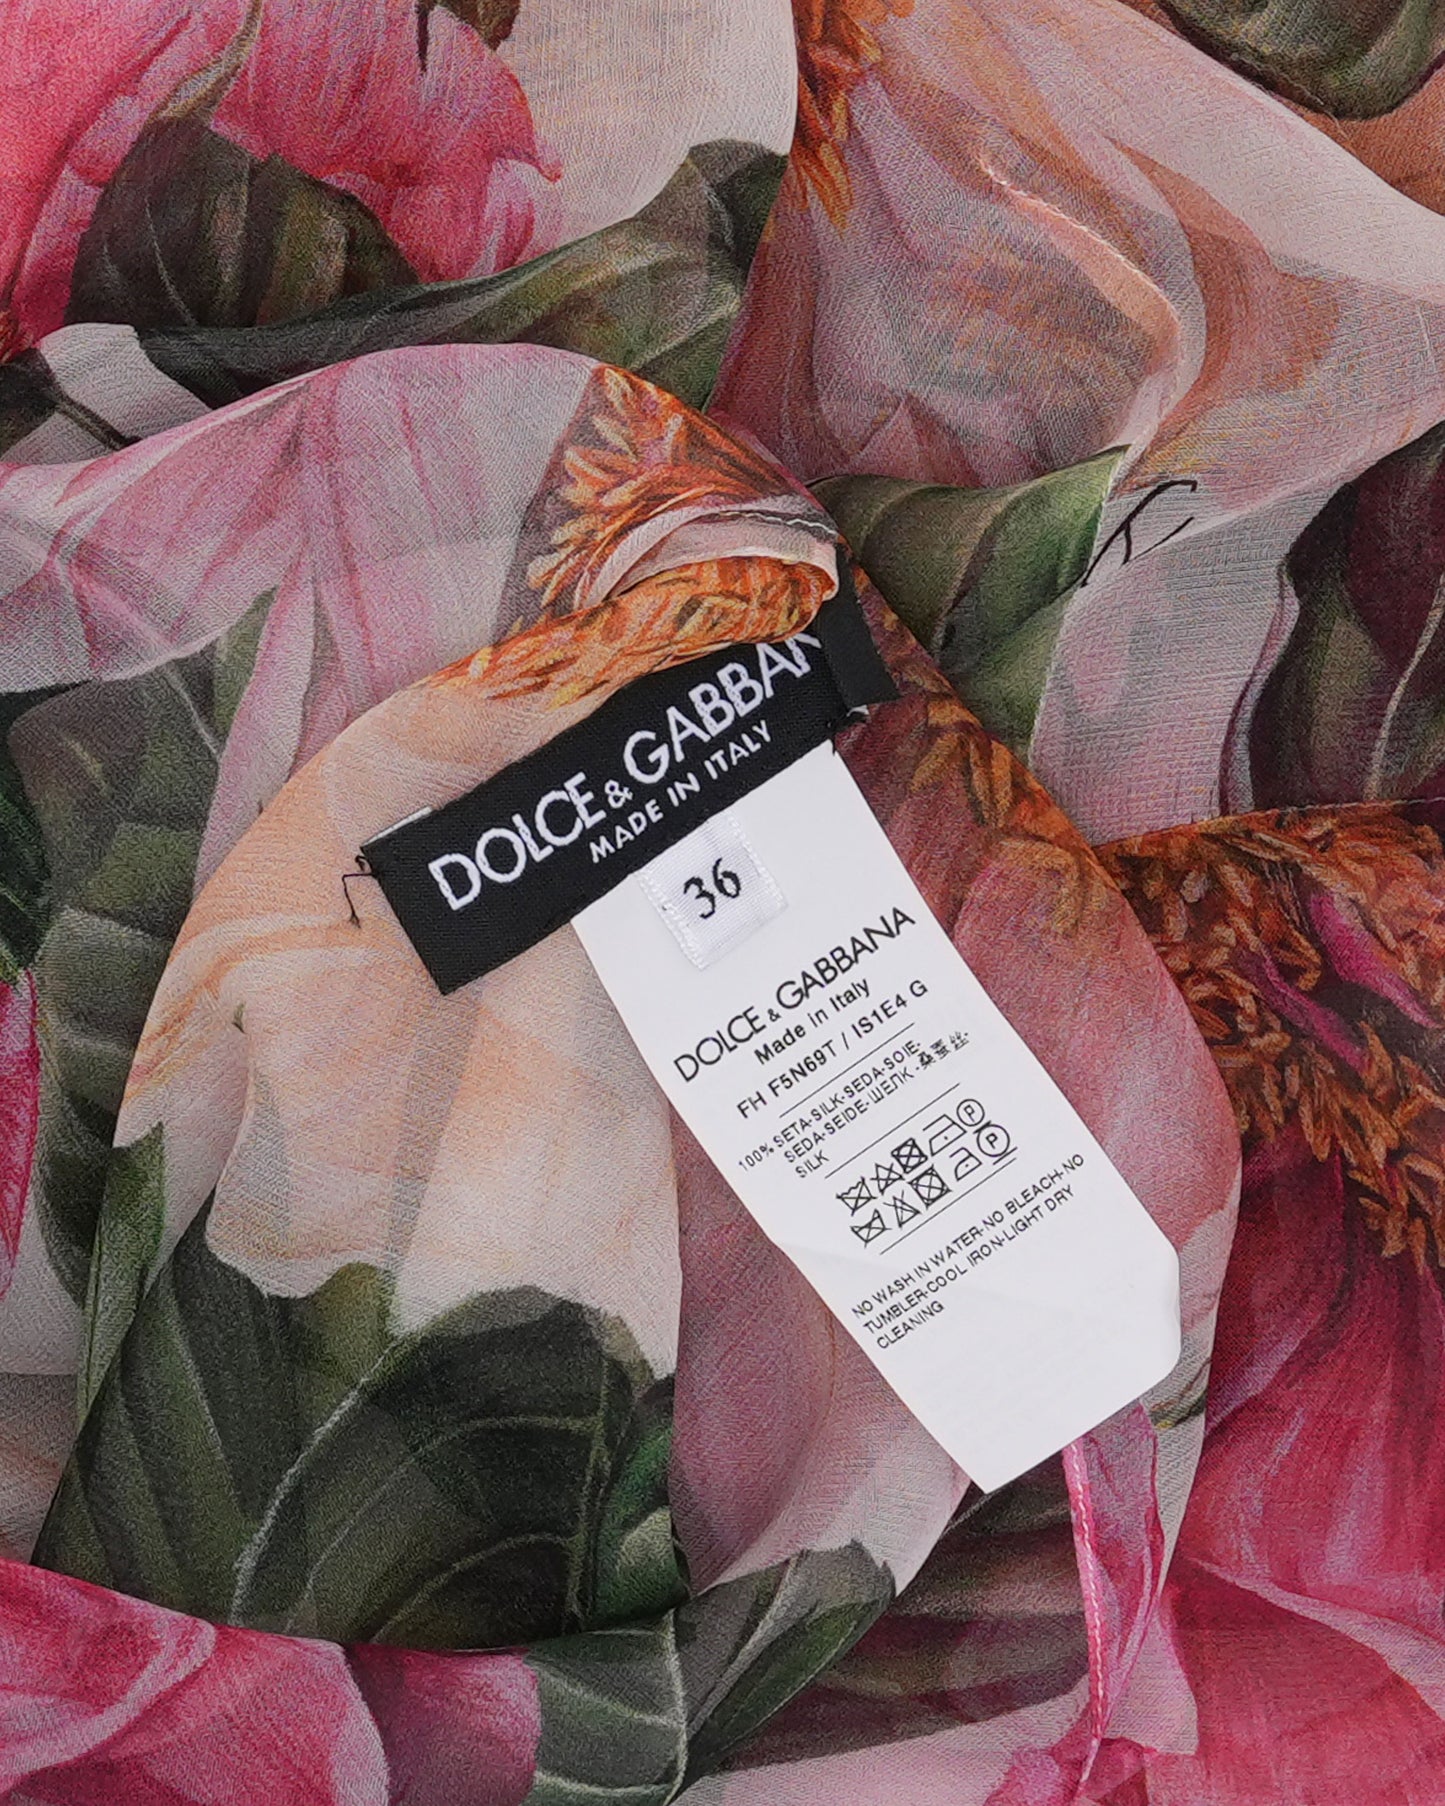 DOLCE & GABBAN
MADE IN ITALY
36
DOLCE & GABBANA
Made in Italy
FH F5N69T / IS1E4 G
100% SETA-SILK-SEDA-SOIE-
SEDA-SEIDE-ШЕЛК-桑蚕丝-
SILK
P
P
NO WASH IN WATER-NO BLEACH-NO
TUMBLER-COOL IRON-LIGHT DRY
CLEANING